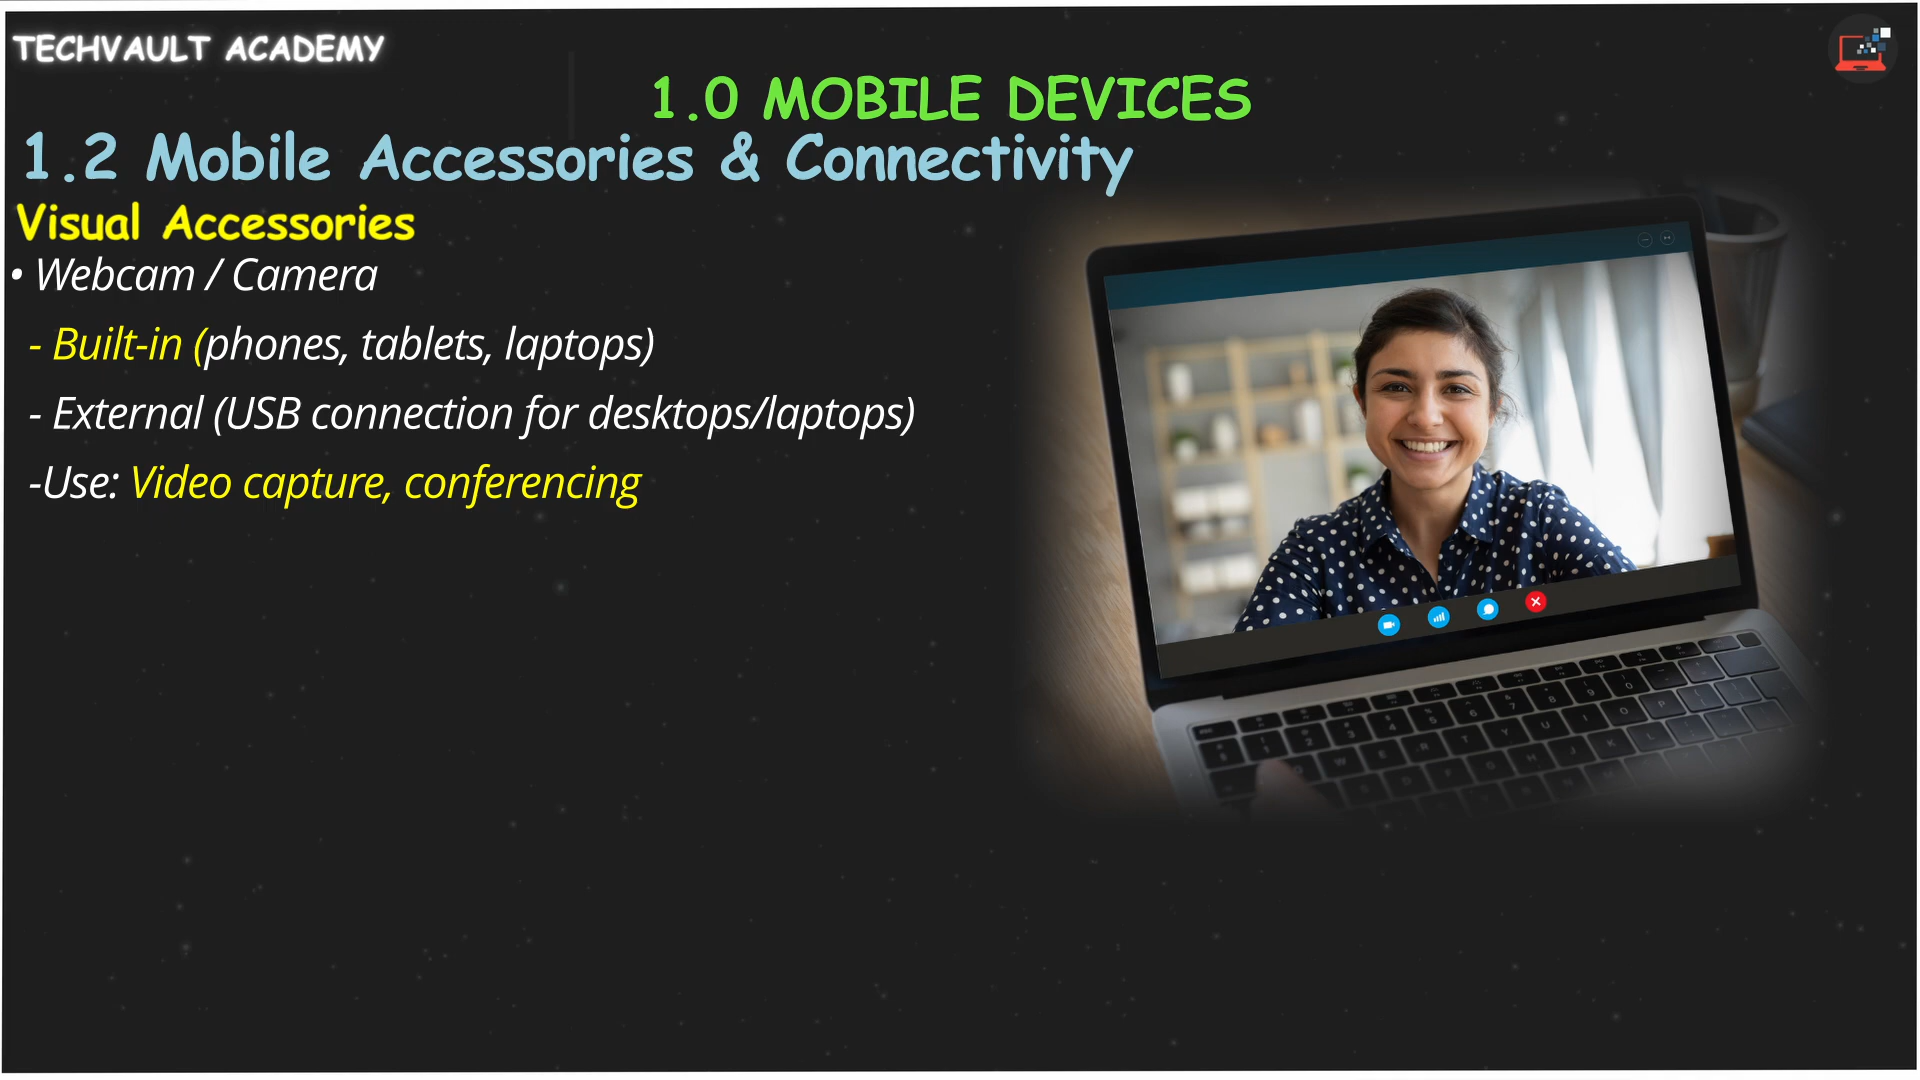 TECHVAULT ACADEMY
1.0 MOBILE DEVICES
1.2 Mobile Accessories & Connectivity
Visual Accessories
• Webcam / Camera
- Built-in (phones, tablets, laptops)
- External (USB connection for desktops/laptops)
-Use: Video capture, conferencing